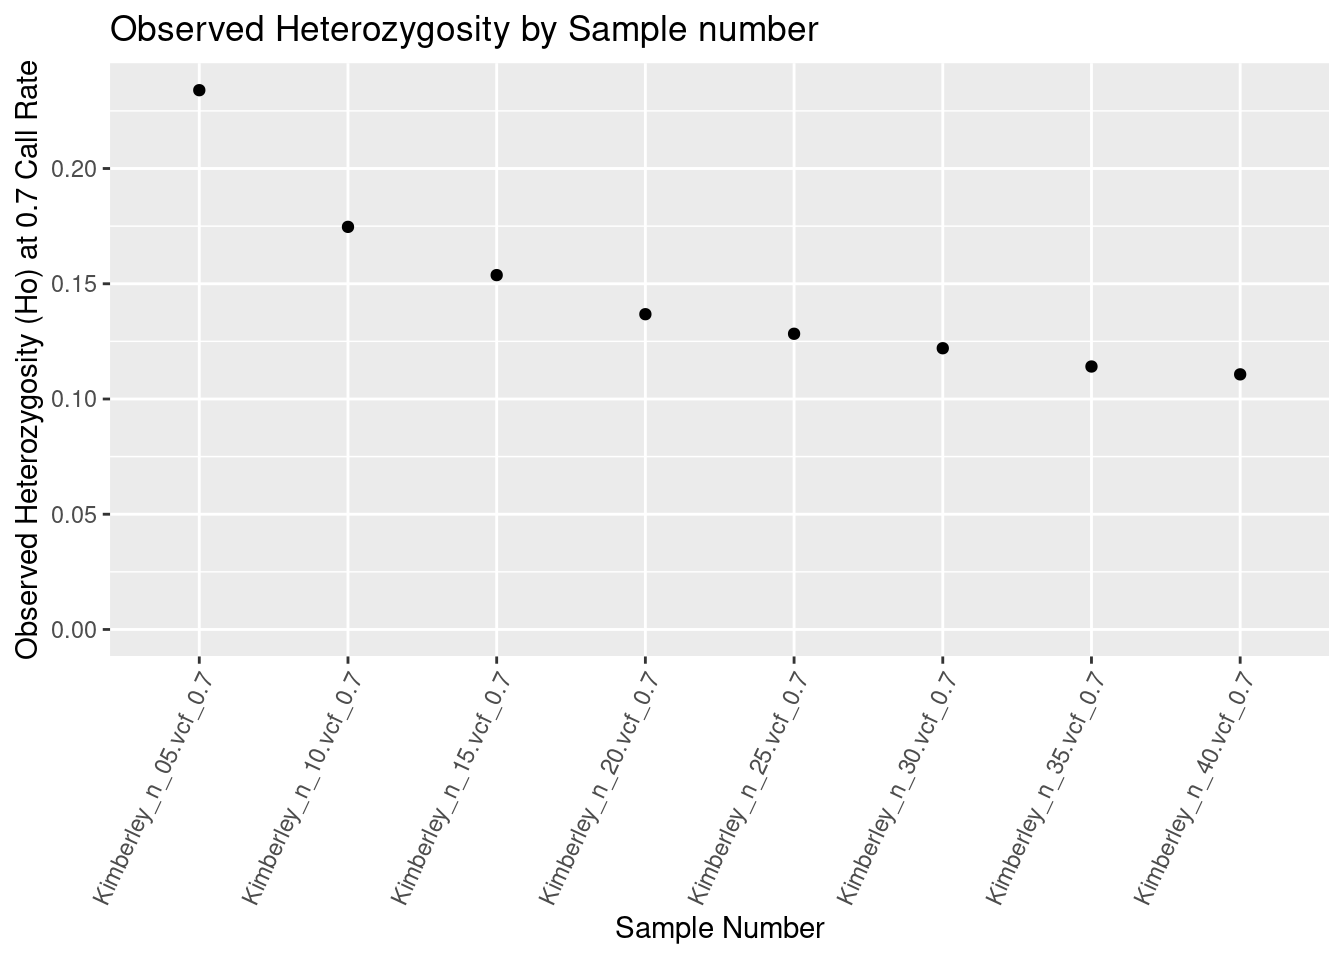 Observed Heterozygosity by Sample number
Observed Heterozygosity (Ho) at 0.7 Call Rate
0.20
0.15
0.10
0.05
0.00
Kimberley_n_05.vcf_0.7
Kimberley_n_10.vcf_0.7
Kimberley_n_15.vcf_0.7
Kimberley_n_20.vcf_0.7
Kimberley_n_25.vcf_0.7
Kimberley_n_30.vcf_0.7
Kimberley_n_35.vcf_0.7
Kimberley_n_40.vcf_0.7
Sample Number